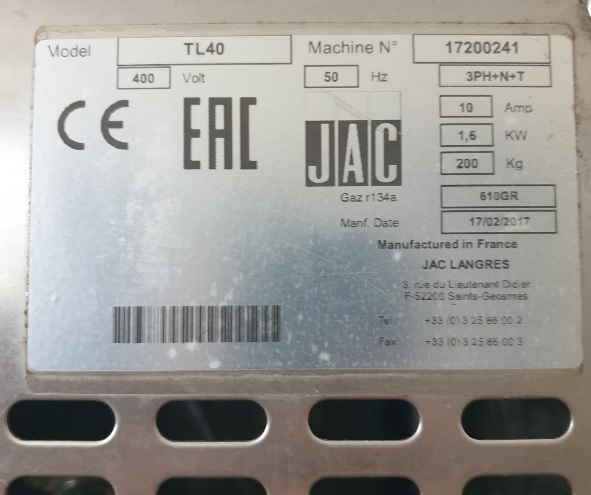 Model TL40 Machine N° 17200241
400 Volt 50 Hz 3PH+N+T
CE EAC 10 Amp
JAC 1,6 KW
200 Kg
Gaz r134a 610GR
Manf. Date 17/02/2017
Manufactured in France
JAC LANGRES
3, rue du Lieutenant Didier
F-52200 Saints-Geosmes
Tel +33 (0) 3 25 86 00 2
Fax +33 (0) 3 25 86 00 3